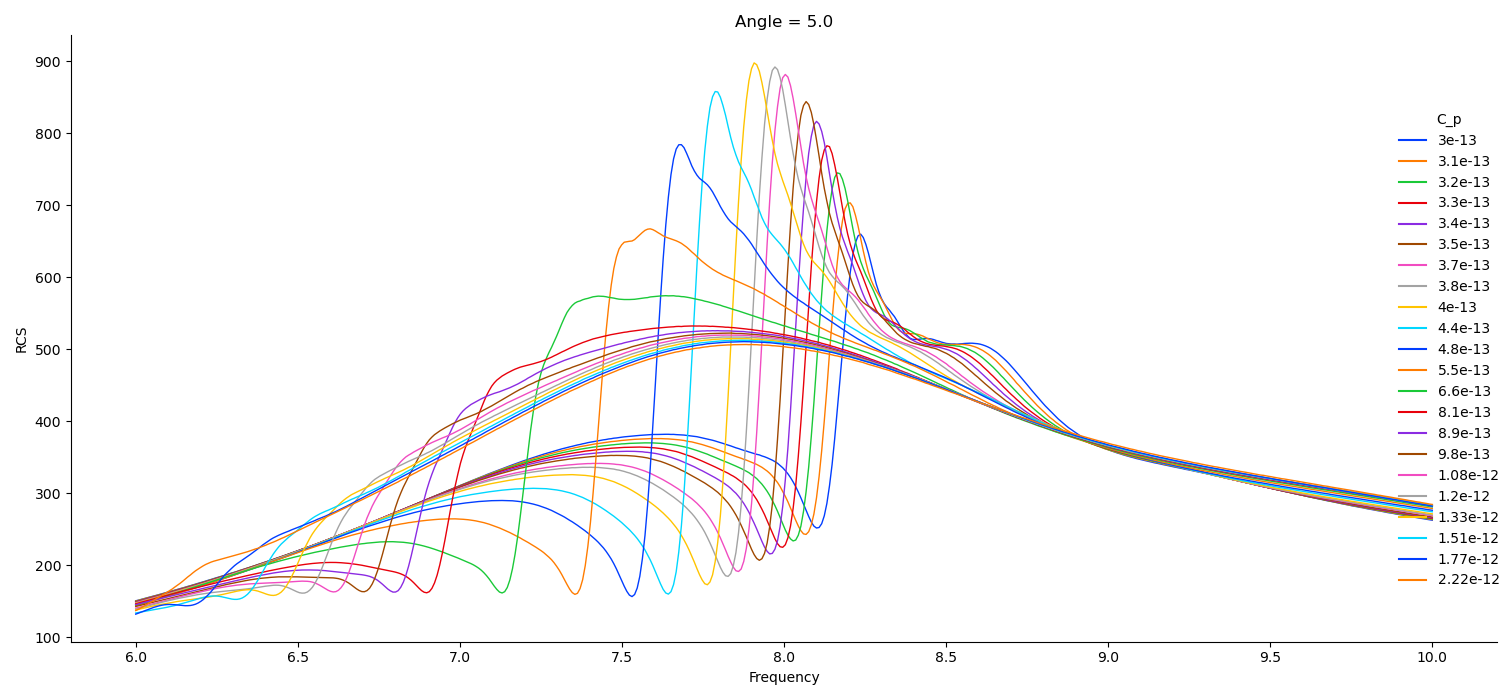 Angle = 5.0
900
800
700
600
500
400
300
200
100
RCS
6.0 6.5 7.0 7.5 8.0 8.5 9.0 9.5 10.0
Frequency
C_p
3e-13
3.1e-13
3.2e-13
3.3e-13
3.4e-13
3.5e-13
3.7e-13
3.8e-13
4e-13
4.4e-13
4.8e-13
5.5e-13
6.6e-13
8.1e-13
8.9e-13
9.8e-13
1.08e-12
1.2e-12
1.33e-12
1.51e-12
1.77e-12
2.22e-12